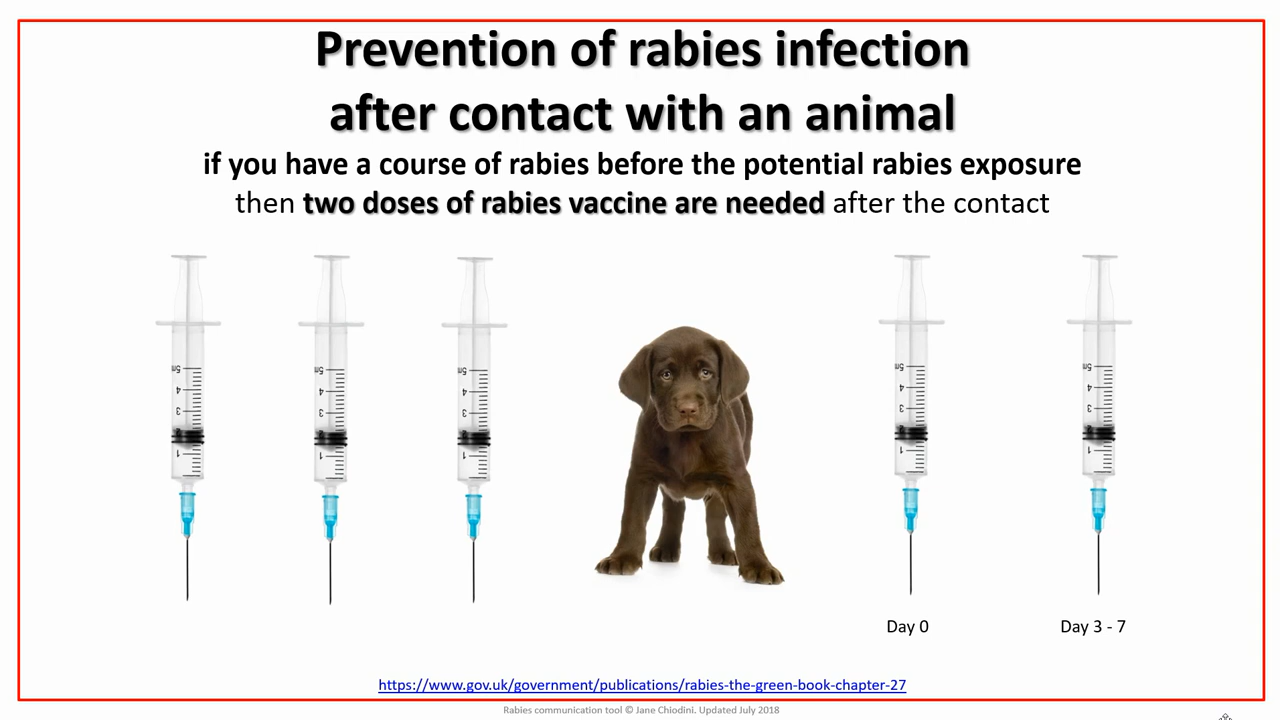 Prevention of rabies infection
after contact with an animal
if you have a course of rabies before the potential rabies exposure
then two doses of rabies vaccine are needed after the contact
Day 0
Day 3 - 7
https://www.gov.uk/government/publications/rabies-the-green-book-chapter-27
Rabies communication tool © Jane Chiodini. Updated July 2018